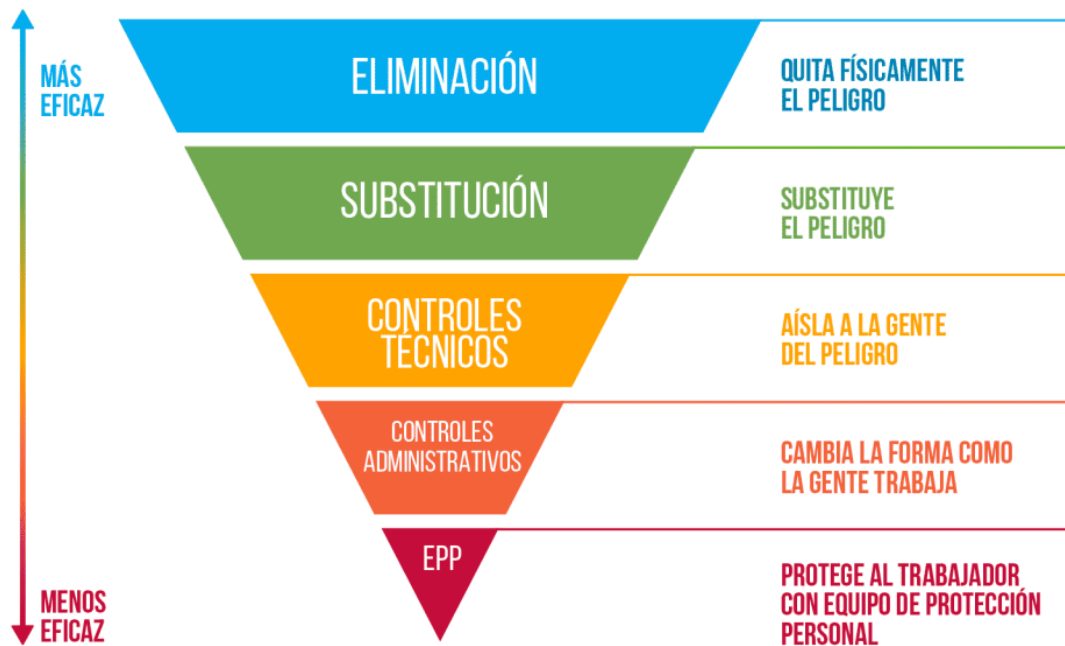 MÁS
EFICAZ
ELIMINACIÓN
QUITA FÍSICAMENTE
EL PELIGRO
SUBSTITUCIÓN
SUBSTITUYE
EL PELIGRO
CONTROLES
TÉCNICOS
AÍSLA A LA GENTE
DEL PELIGRO
CONTROLES
ADMINISTRATIVOS
CAMBIA LA FORMA COMO
LA GENTE TRABAJA
EPP
PROTEGE AL TRABAJADOR
CON EQUIPO DE PROTECCIÓN
PERSONAL
MENOS
EFICAZ